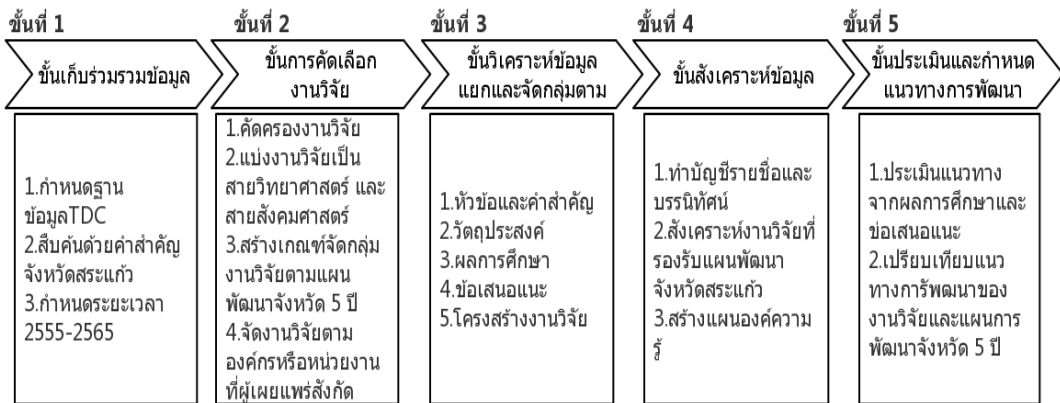 ขั้นที่ 1
ขั้นเก็บร่วมรวมข้อมูล
1.กำหนดฐาน
ข้อมูลTDC
2.สืบค้นด้วยคำสำคัญ
จังหวัดสระแก้ว
3.กำหนดระยะเวลา
2555-2565
ขั้นที่ 2
ขั้นการคัดเลือก
งานวิจัย
1.คัดครองงานวิจัย
2.แบ่งงานวิจัยเป็น
สายวิทยาศาสตร์ และ
สายสังคมศาสตร์
3.สร้างเกณฑ์จัดกลุ่ม
งานวิจัยตามแผน
พัฒนาจังหวัด 5 ปี
4.จัดงานวิจัยตาม
องค์กรหรือหน่วยงาน
ที่ผู้เผยแพร่สังกัด
ขั้นที่ 3
ขั้นวิเคราะห์ข้อมูล
แยกและจัดกลุ่มตาม
1.หัวข้อและคำสำคัญ
2.วัตถุประสงค์
3.ผลการศึกษา
4.ข้อเสนอแนะ
5.โครงสร้างงานวิจัย
ขั้นที่ 4
ขั้นสังเคราะห์ข้อมูล
1.ทำบัญชีรายชื่อและ
บรรนิทัศน์
2.สังเคราะห์งานวิจัยที่
รองรับแผนพัฒนา
จังหวัดสระแก้ว
3.สร้างแผนองค์ความ
รู้
ขั้นที่ 5
ขั้นประเมินและกำหนด
แนวทางการพัฒนา
1.ประเมินแนวทาง
จากผลการศึกษาและ
ข่อเสนอแนะ
2.เปรียบเทียบแนว
ทางการัพฒนาของ
งานวิจัยและแผนการ
พัฒนาจังหวัด 5 ปี